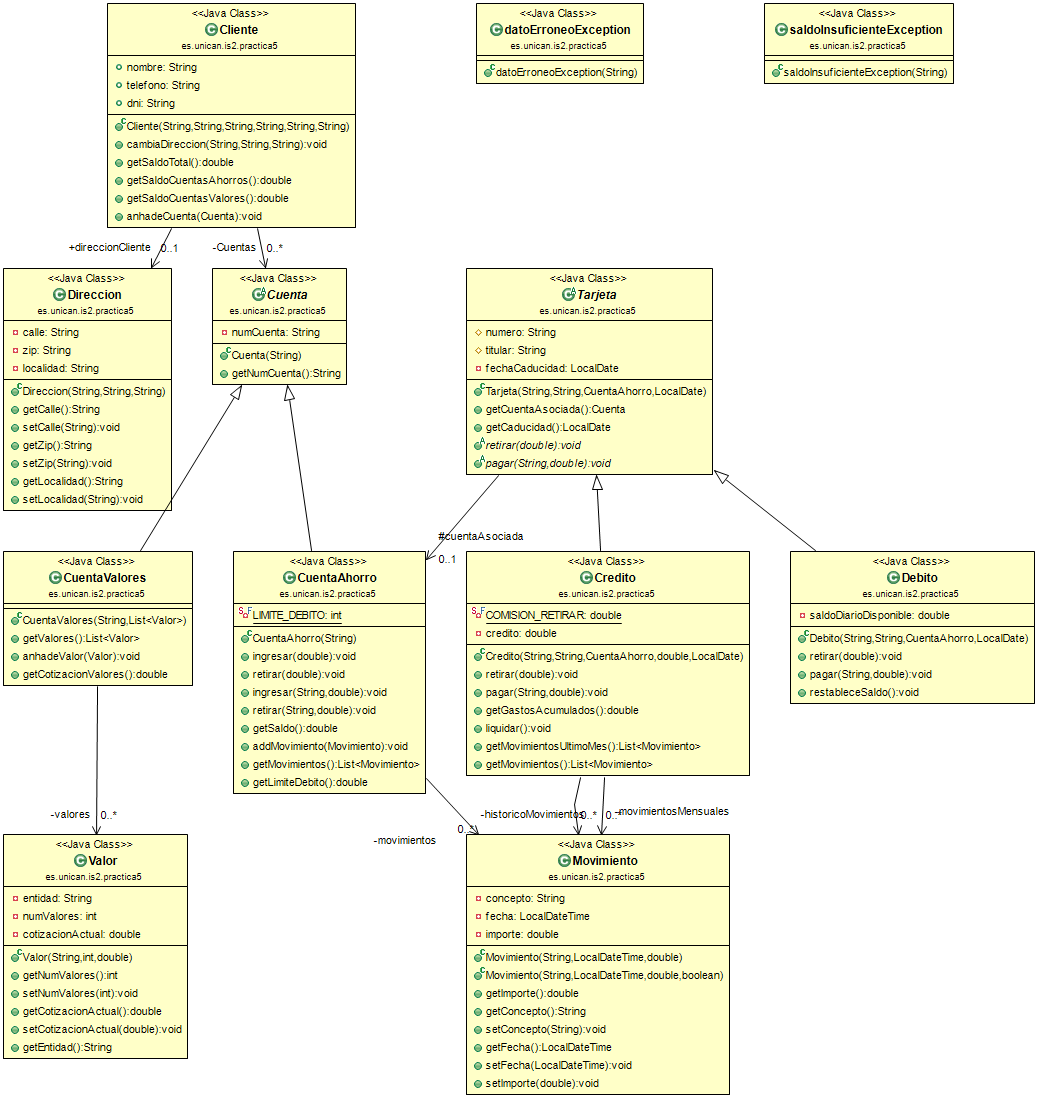 <<Java Class>>
Cliente
es.unican.is2.practica5
nombre: String
telefono: String
dni: String
Cliente(String,String,String,String,String,String)
cambiaDireccion(String,String,String):void
getSaldoTotal():double
getSaldoCuentasAhorros():double
getSaldoCuentasValores():double
anhadeCuenta(Cuenta):void
<<Java Class>>
datoErroneoException
es.unican.is2.practica5
datoErroneoException(String)
<<Java Class>>
saldoInsuficienteException
es.unican.is2.practica5
saldoInsuficienteException(String)
+direccionCliente 0..1
-Cuentas 0..*
<<Java Class>>
Direccion
es.unican.is2.practica5
calle: String
zip: String
localidad: String
Direccion(String,String,String)
getCalle():String
setCalle(String):void
getZip():String
setZip(String):void
getLocalidad():String
setLocalidad(String):void
<<Java Class>>
Cuenta
es.unican.is2.practica5
numCuenta: String
Cuenta(String)
getNumCuenta():String
<<Java Class>>
Tarjeta
es.unican.is2.practica5
numero: String
titular: String
fechaCaducidad: LocalDate
Tarjeta(String,String,CuentaAhorro,LocalDate)
getCuentaAsociada():Cuenta
getCaducidad():LocalDate
retirar(double):void
pagar(String,double):void
#cuentaAsociada
0..1
<<Java Class>>
CuentaValores
es.unican.is2.practica5
CuentaValores(String,List<Valor>)
getValores():List<Valor>
anhadeValor(Valor):void
getCotizacionValores():double
<<Java Class>>
CuentaAhorro
es.unican.is2.practica5
LIMITE_DEBITO: int
CuentaAhorro(String)
ingresar(double):void
retirar(double):void
ingresar(String,double):void
retirar(String,double):void
getSaldo():double
addMovimiento(Movimiento):void
getMovimientos():List<Movimiento>
getLimiteDebito():double
<<Java Class>>
Credito
es.unican.is2.practica5
COMISION_RETIRAR: double
credito: double
Credito(String,String,CuentaAhorro,double,LocalDate)
retirar(double):void
pagar(String,double):void
getGastosAcumulados():double
liquidar():void
getMovimientosUltimoMes():List<Movimiento>
getMovimientos():List<Movimiento>
<<Java Class>>
Debito
es.unican.is2.practica5
saldoDiarioDisponible: double
Debito(String,String,CuentaAhorro,LocalDate)
retirar(double):void
pagar(String,double):void
restableceSaldo():void
-valores 0..*
-movimientos
0..*
-historicoMovimientos 0..*
0..* -movimientosMensuales
<<Java Class>>
Valor
es.unican.is2.practica5
entidad: String
numValores: int
cotizacionActual: double
Valor(String,int,double)
getNumValores():int
setNumValores(int):void
getCotizacionActual():double
setCotizacionActual(double):void
getEntidad():String
<<Java Class>>
Movimiento
es.unican.is2.practica5
concepto: String
fecha: LocalDateTime
importe: double
Movimiento(String,LocalDateTime,double)
Movimiento(String,LocalDateTime,double,boolean)
getImporte():double
getConcepto():String
setConcepto(String):void
getFecha():LocalDateTime
setFecha(LocalDateTime):void
setImporte(double):void